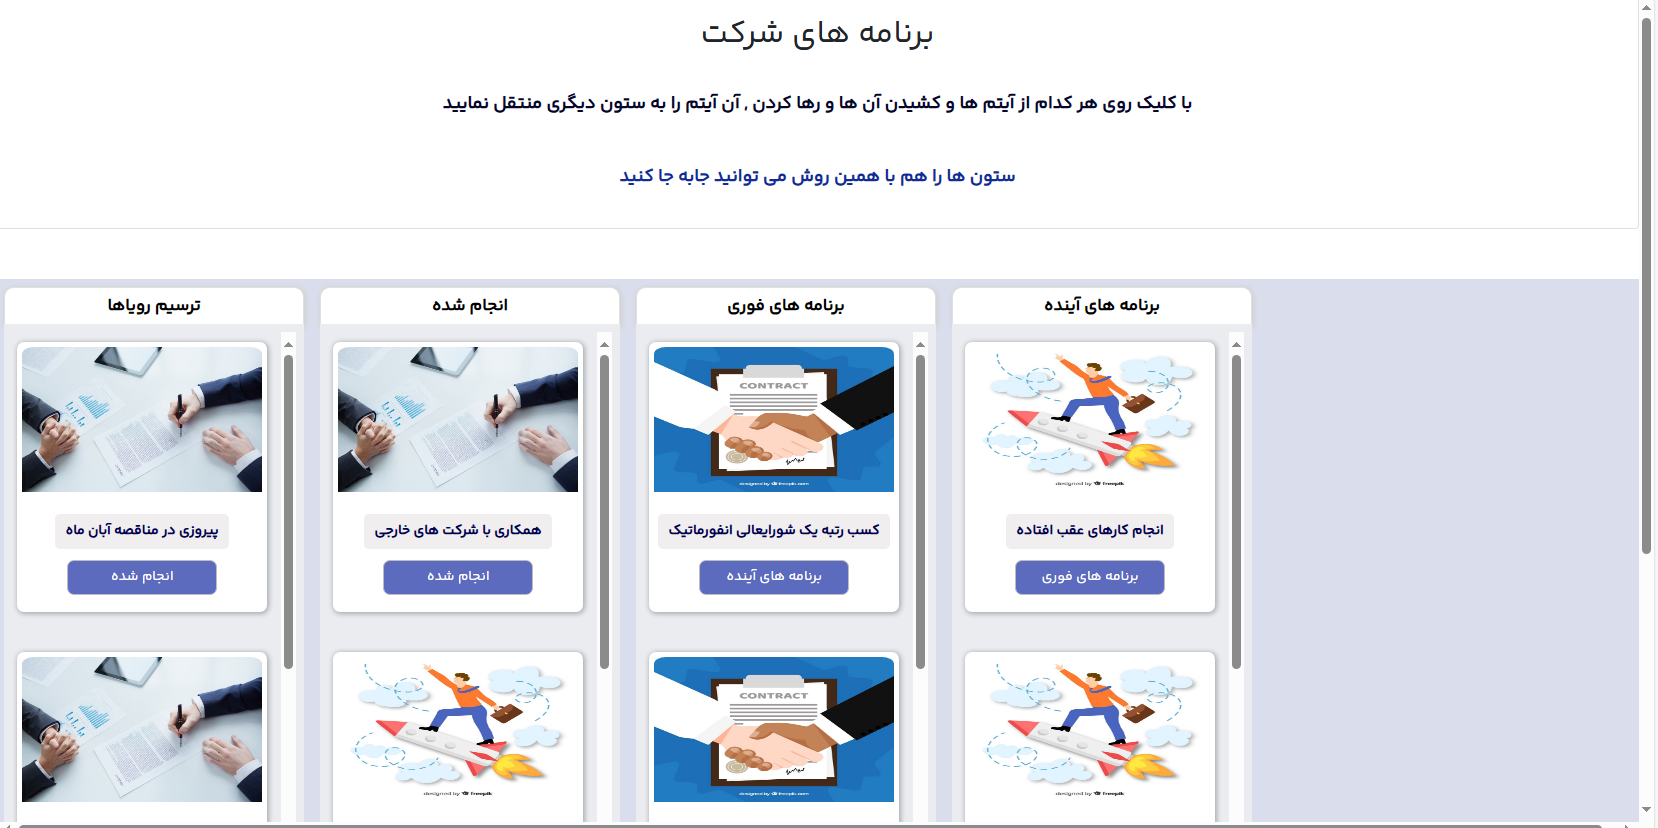 برنامه های شرکت
با کلیک روی هر کدام از آیتم ها و کشیدن آن ها و رها کردن , آن آیتم را به ستون دیگری منتقل نمایید
ستون ها را هم با همین روش می توانید جابه جا کنید
برنامه های آینده
انجام کارهای عقب افتاده
برنامه های فوری
designed by freepik
designed by freepik
برنامه های فوری
CONTRACT
designed by freepik.com
کسب رتبه یک شورایعالی انفورماتیک
برنامه های آینده
CONTRACT
designed by freepik.com
انجام شده
همکاری با شرکت های خارجی
انجام شده
designed by freepik
ترسیم رویاها
پیروزی در مناقصه آبان ماه
انجام شده